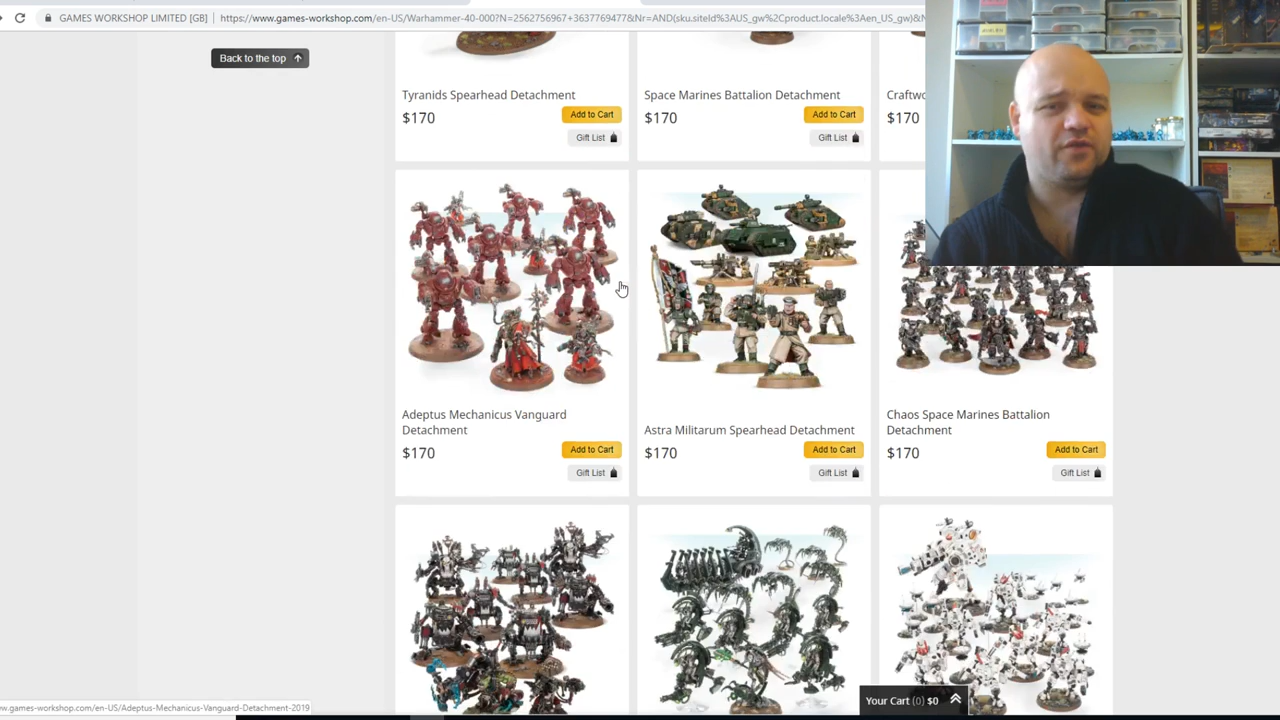 GAMES WORKSHOP LIMITED [GB]
https://www.games-workshop.com/en-US/Warhammer-40-000?N=2562756967+3637769477&Nr=AND(sku.siteId%3AUS_gw%2Cproduct.locale%3Aen_US_gw)&N
Back to the top
Tyranids Spearhead Detachment
$170
Add to Cart
Gift List
Space Marines Battalion Detachment
$170
Add to Cart
Gift List
Craftwo
$170
Adeptus Mechanicus Vanguard
Detachment
$170
Add to Cart
Gift List
Astra Militarum Spearhead Detachment
$170
Add to Cart
Gift List
Chaos Space Marines Battalion
Detachment
$170
Add to Cart
Gift List
Your Cart (0) $0
ww.games-workshop.com/en-US/Adeptus-Mechanicus-Vanguard-Detachment-2019